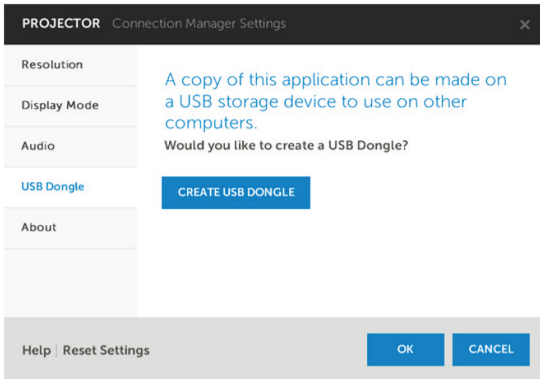 PROJECTOR Connection Manager Settings ×
Resolution
Display Mode
Audio
USB Dongle
About
A copy of this application can be made on
a USB storage device to use on other
computers.
Would you like to create a USB Dongle?
CREATE USB DONGLE
Help | Reset Settings
OK
CANCEL